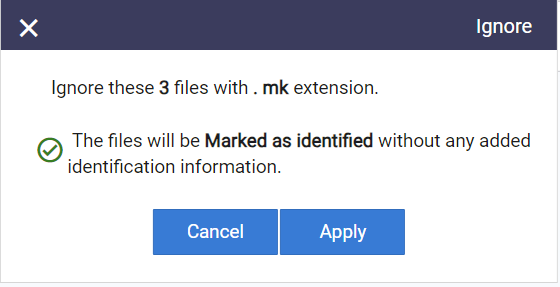 Ignore
Ignore these 3 files with . mk extension.
The files will be Marked as identified without any added
identification information.
Cancel
Apply